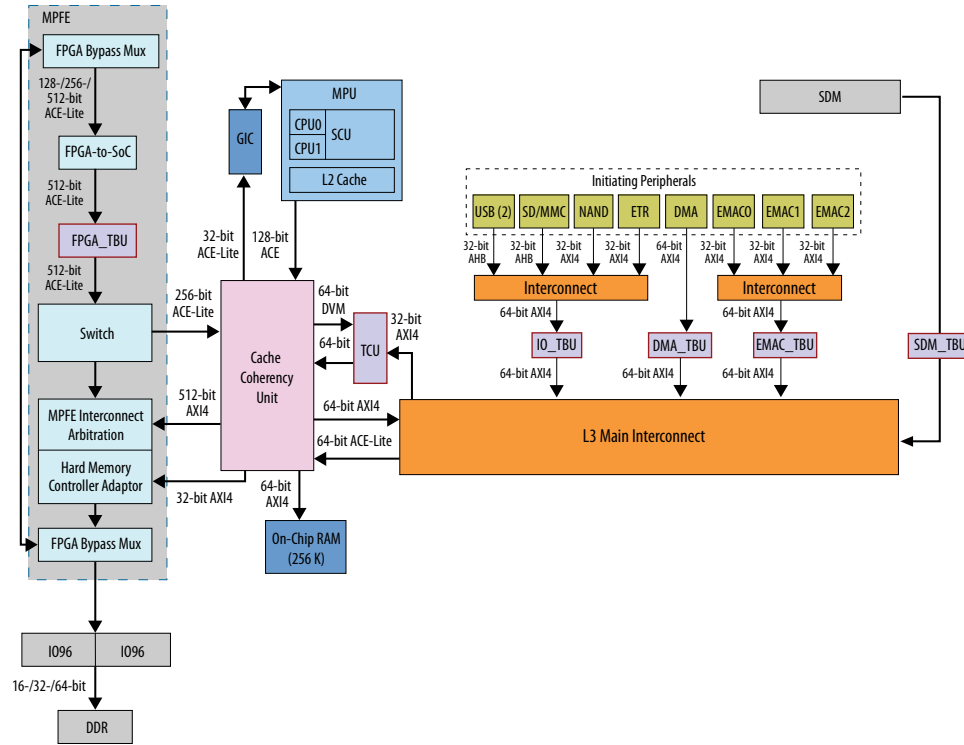 MPFE
FPGA Bypass Mux
128-/256-/
512-bit
ACE-Lite
FPGA-to-SoC
512-bit
ACE-Lite
FPGA_TBU
512-bit
ACE-Lite
Switch
256-bit
ACE-Lite
MPFE Interconnect
Arbitration
Hard Memory
Controller Adaptor
512-bit
AXI4
32-bit AXI4
FPGA Bypass Mux
IO96
IO96
16-/32-/64-bit
DDR
GIC
MPU
CPU0
CPU1
SCU
L2 Cache
32-bit
ACE-Lite
128-bit
ACE
Cache
Coherency
Unit
64-bit
DVM
64-bit
TCU
32-bit
AXI4
64-bit AXI4
64-bit ACE-Lite
64-bit
AXI4
On-Chip RAM
(256 K)
SDM
Initiating Peripherals
USB (2)
SD/MMC
NAND
ETR
DMA
EMAC0
EMAC1
EMAC2
32-bit
AHB
32-bit
AHB
32-bit
AXI4
32-bit
AXI4
64-bit
AXI4
32-bit
AXI4
32-bit
AXI4
32-bit
AXI4
Interconnect
Interconnect
64-bit AXI4
64-bit AXI4
IO_TBU
DMA_TBU
EMAC_TBU
SDM_TBU
64-bit AXI4
64-bit AXI4
64-bit AXI4
L3 Main Interconnect